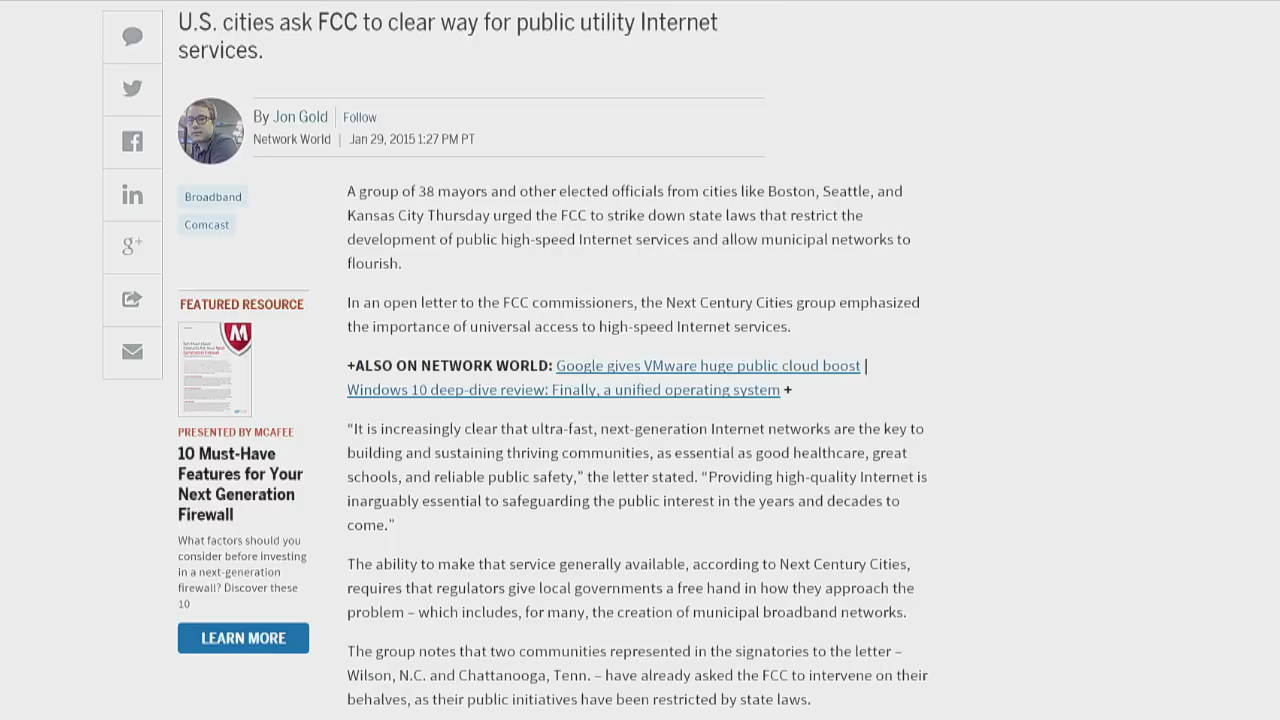 U.S. cities ask FCC to clear way for public utility Internet
services.
By Jon Gold Follow
Network World | Jan 29, 2015 1:27 PM PT
in
g+
Broadband
Comcast
FEATURED RESOURCE
M
PRESENTED BY MCAFEE
10 Must-Have
Features for Your
Next Generation
Firewall
What factors should you
consider before investing
in a next-generation
firewall? Discover these
10
LEARN MORE
A group of 38 mayors and other elected officials from cities like Boston, Seattle, and
Kansas City Thursday urged the FCC to strike down state laws that restrict the
development of public high-speed Internet services and allow municipal networks to
flourish.
In an open letter to the FCC commissioners, the Next Century Cities group emphasized
the importance of universal access to high-speed Internet services.
+ALSO ON NETWORK WORLD: Google gives VMware huge public cloud boost |
Windows 10 deep-dive review: Finally, a unified operating system +
“It is increasingly clear that ultra-fast, next-generation Internet networks are the key to
building and sustaining thriving communities, as essential as good healthcare, great
schools, and reliable public safety,” the letter stated. “Providing high-quality Internet is
inarguably essential to safeguarding the public interest in the years and decades to
come.”
The ability to make that service generally available, according to Next Century Cities,
requires that regulators give local governments a free hand in how they approach the
problem – which includes, for many, the creation of municipal broadband networks.
The group notes that two communities represented in the signatories to the letter –
Wilson, N.C. and Chattanooga, Tenn. – have already asked the FCC to intervene on their
behalves, as their public initiatives have been restricted by state laws.